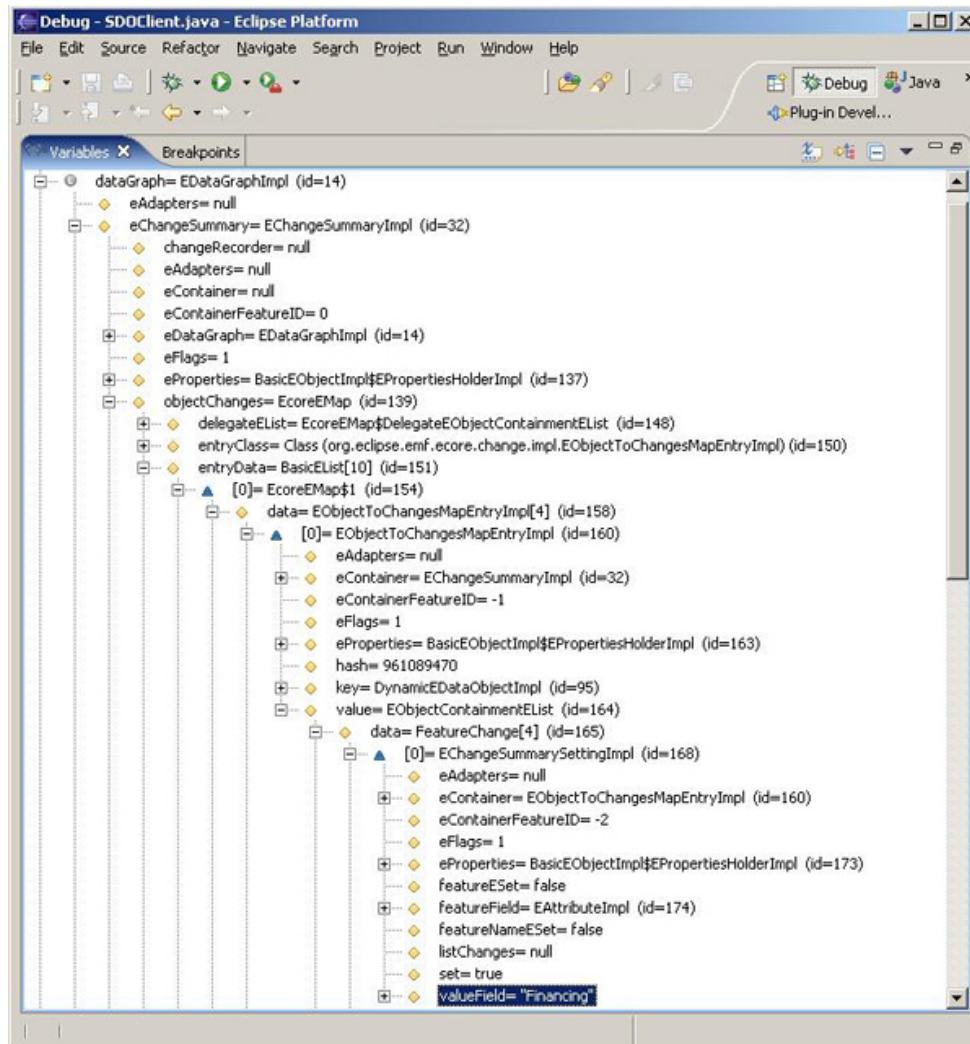 Debug - SDOClient.java - Eclipse Platform
File Edit Source Refactor Navigate Search Project Run Window Help
Debug Java
Plug-in Devel...
Variables Breakpoints
dataGraph= EDataGraphImpl (id=14)
eAdapters= null
eChangeSummary= EChangeSummaryImpl (id=32)
changeRecorder= null
eAdapters= null
eContainer= null
eContainerFeatureID= 0
eDataGraph= EDataGraphImpl (id=14)
eFlags= 1
eProperties= BasicEObjectImpl$EPropertiesHolderImpl (id=137)
objectChanges= EcoreEMap (id=139)
delegateEList= EcoreEMap$DelegateEObjectContainmentEList (id=148)
entryClass= Class (org.eclipse.emf.ecore.change.impl.EObjectToChangesMapEntryImpl) (id=150)
entryData= BasicEList[10] (id=151)
[0]= EcoreEMap$1 (id=154)
data= EObjectToChangesMapEntryImpl[4] (id=158)
[0]= EObjectToChangesMapEntryImpl (id=160)
eAdapters= null
eContainer= EChangeSummaryImpl (id=32)
eContainerFeatureID= -1
eFlags= 1
eProperties= BasicEObjectImpl$EPropertiesHolderImpl (id=163)
hash= 961089470
key= DynamicEDataObjectImpl (id=95)
value= EObjectContainmentEList (id=164)
data= FeatureChange[4] (id=165)
[0]= EChangeSummarySettingImpl (id=168)
eAdapters= null
eContainer= EObjectToChangesMapEntryImpl (id=160)
eContainerFeatureID= -2
eFlags= 1
eProperties= BasicEObjectImpl$EPropertiesHolderImpl (id=173)
featureESet= false
featureField= EAttributeImpl (id=174)
featureNameESet= false
listChanges= null
set= true
valueField= "Financing"